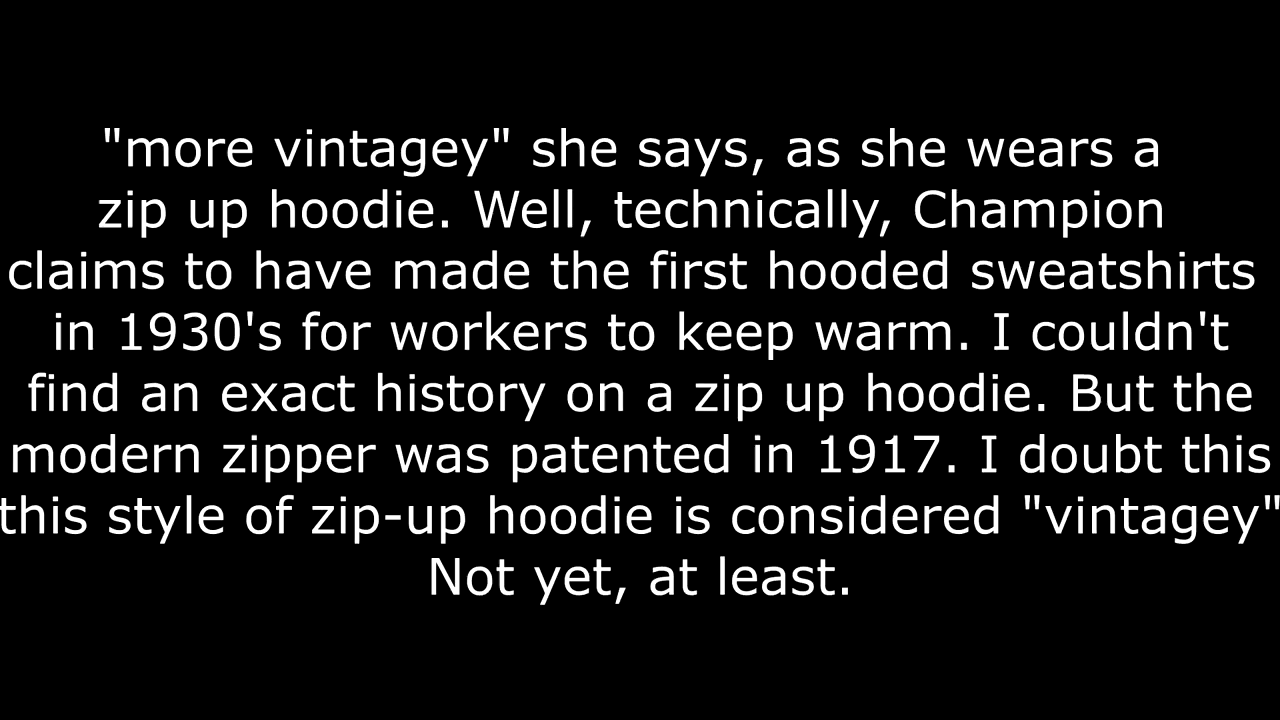 "more vintagey" she says, as she wears a
zip up hoodie. Well, technically, Champion
claims to have made the first hooded sweatshirts
in 1930's for workers to keep warm. I couldn't
find an exact history on a zip up hoodie. But the
modern zipper was patented in 1917. I doubt this
this style of zip-up hoodie is considered "vintagey"
Not yet, at least.